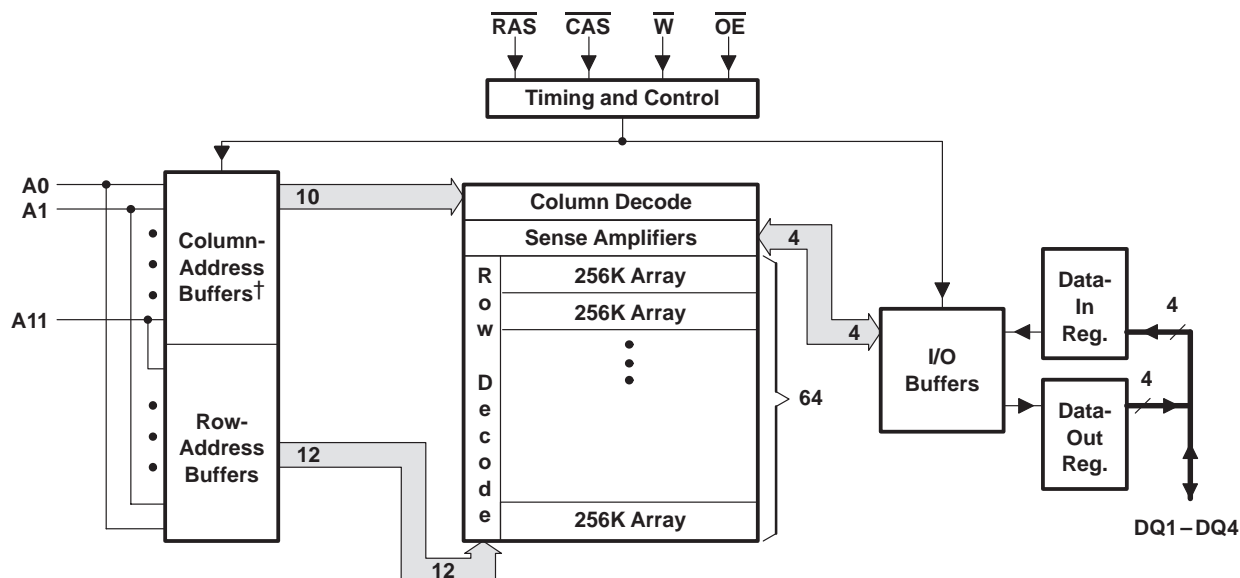 RAS CAS W OE
Timing and Control
A0
A1
A11
Column-
Address
Buffers†
Row-
Address
Buffers
10
12
12
Column Decode
Sense Amplifiers
Row Decode
256K Array
256K Array
256K Array
64
4
4
I/O
Buffers
Data-
In
Reg.
4
Data-
Out
Reg.
4
DQ1–DQ4